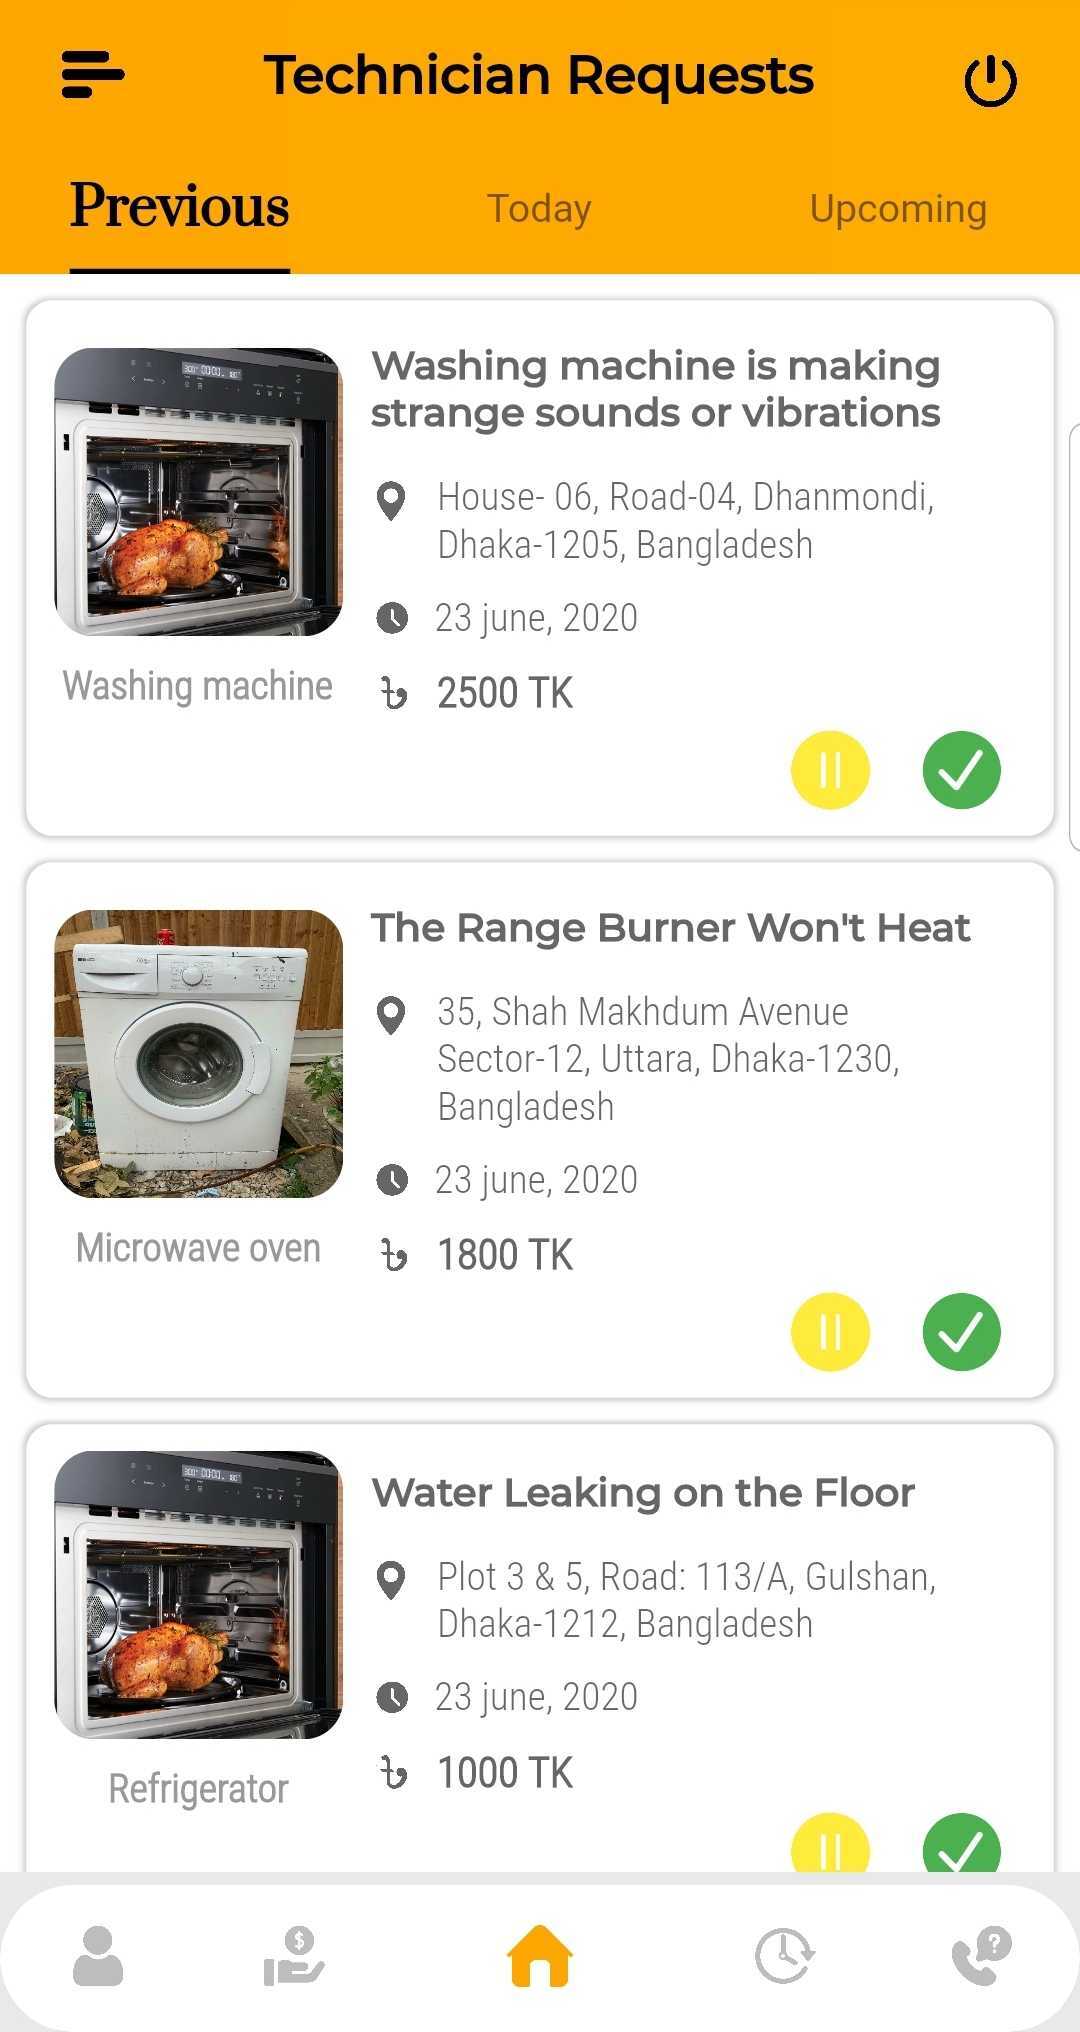 Technician Requests
Previous
Today
Upcoming
Washing machine is making
strange sounds or vibrations
House- 06, Road-04, Dhanmondi,
Dhaka-1205, Bangladesh
23 june, 2020
Washing machine
৳ 2500 TK
The Range Burner Won't Heat
35, Shah Makhdum Avenue
Sector-12, Uttara, Dhaka-1230,
Bangladesh
23 june, 2020
Microwave oven
৳ 1800 TK
Water Leaking on the Floor
Plot 3 & 5, Road: 113/A, Gulshan,
Dhaka-1212, Bangladesh
23 june, 2020
৳ 1000 TK
Refrigerator